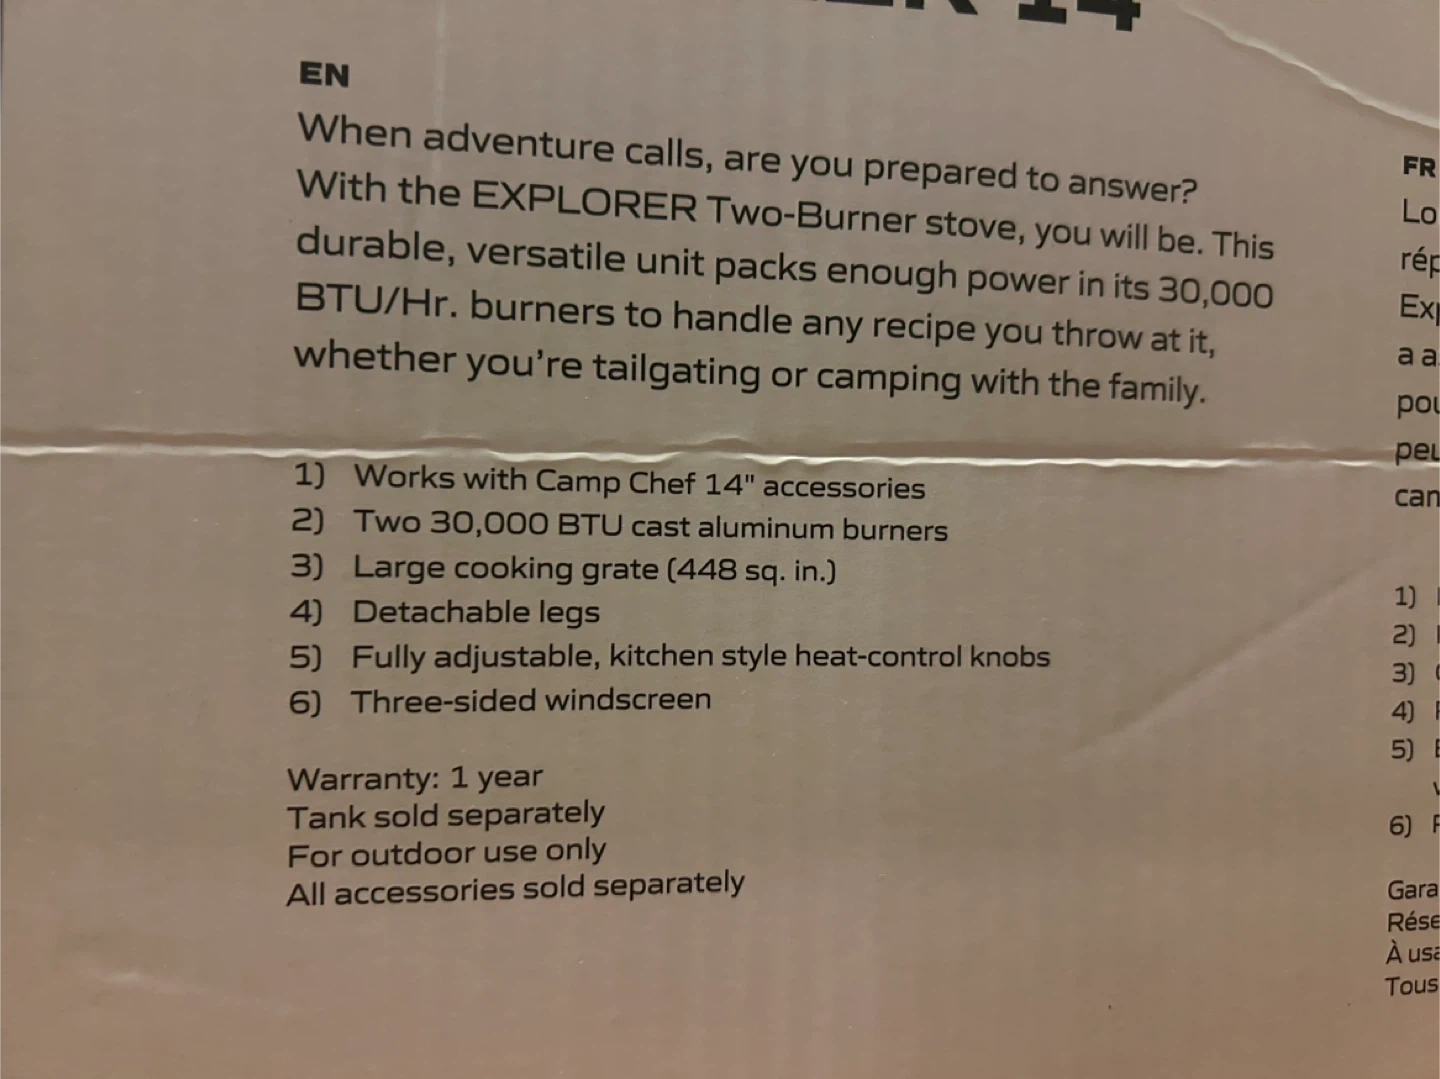 14
EN
When adventure calls, are you prepared to answer?
With the EXPLORER Two-Burner stove, you will be. This
durable, versatile unit packs enough power in its 30,000
BTU/Hr. burners to handle any recipe you throw at it,
whether you're tailgating or camping with the family.
1) Works with Camp Chef 14" accessories
2) Two 30,000 BTU cast aluminum burners
3) Large cooking grate (448 sq. in.)
4) Detachable legs
5) Fully adjustable, kitchen style heat-control knobs
6) Three-sided windscreen
Warranty: 1 year
Tank sold separately
For outdoor use only
All accessories sold separately
FR
1)
2)
3)
4)
5)
6)
À
Tous